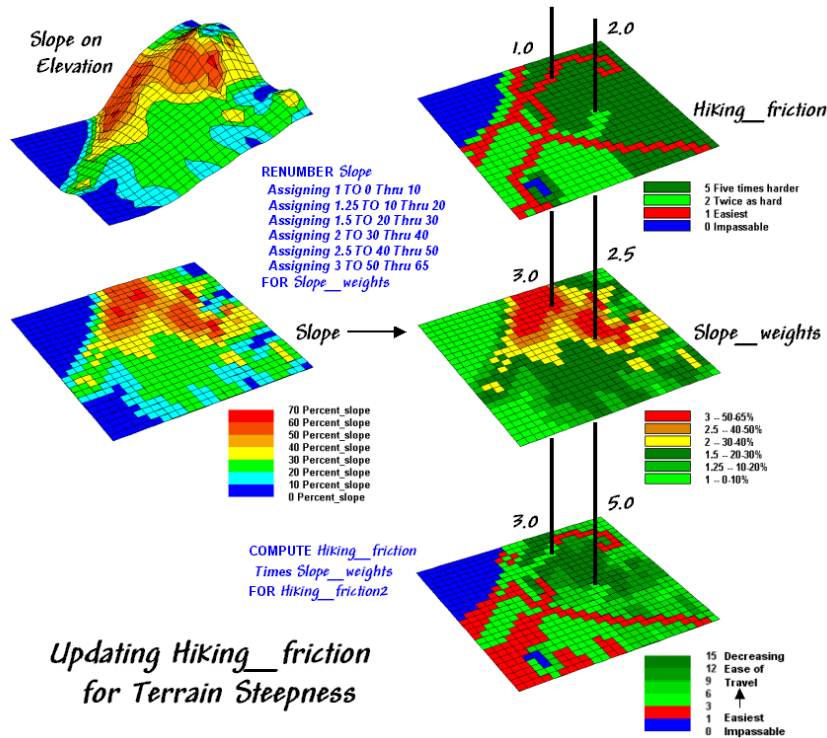 Slope on
Elevation
1.0
2.0
Hiking__friction
5 Five times harder
2 Twice as hard
1 Easiest
0 Impassable
RENUMBER Slope
Assigning 1 TO 0 Thru 10
Assigning 1.25 TO 10 Thru 20
Assigning 1.5 TO 20 Thru 30
Assigning 2 TO 30 Thru 40
Assigning 2.5 TO 40 Thru 50
Assigning 3 TO 50 Thru 65
FOR Slope__weights
3.0
2.5
Slope
Slope__weights
70 Percent_slope
60 Percent_slope
50 Percent_slope
40 Percent_slope
30 Percent_slope
20 Percent_slope
10 Percent_slope
0 Percent_slope
3 -- 50-65%
2.5 -- 40-50%
2 -- 30-40%
1.5 -- 20-30%
1.25 -- 10-20%
1 -- 0-10%
3.0
5.0
COMPUTE Hiking__friction
Times Slope__weights
FOR Hiking__friction2
Updating Hiking__friction
for Terrain Steepness
15 Decreasing
12 Ease of
9 Travel
6
3
1 Easiest
0 Impassable